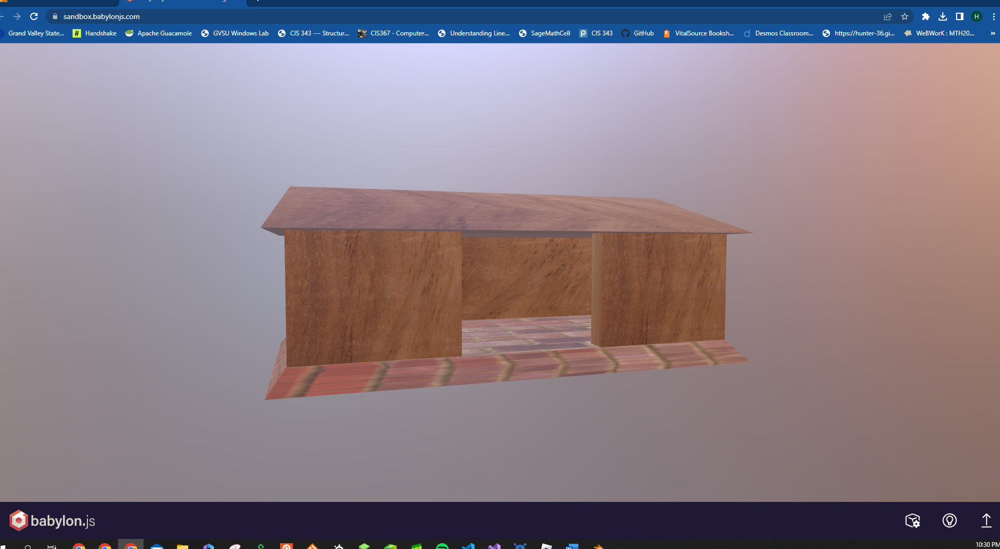 sandbox.babylonjs.com
H
Grand Valley State... H Handshake Apache Guacamole GVSU Windows Lab CIS 343 --- Structur... CIS367 - Computer... Understanding Line... SageMathCell P CIS 343 GitHub VitalSource Booksh... d Desmos Classroom... https://hunter-36.gi... WeBWorK : MTH20... »
babylon.js
10:30 PM